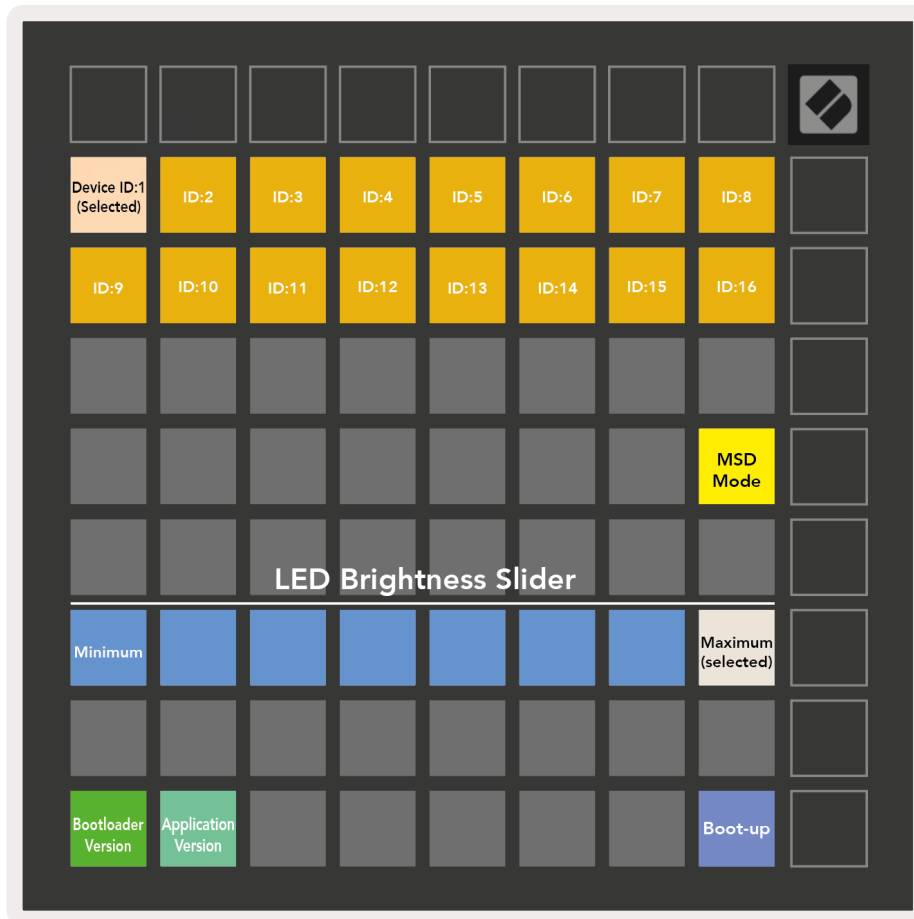 Device ID:1
(Selected)
ID:2
ID:3
ID:4
ID:5
ID:6
ID:7
ID:8
ID:9
ID:10
ID:11
ID:12
ID:13
ID:14
ID:15
ID:16
MSD
Mode
LED Brightness Slider
Minimum
Maximum
(selected)
Bootloader
Version
Application
Version
Boot-up